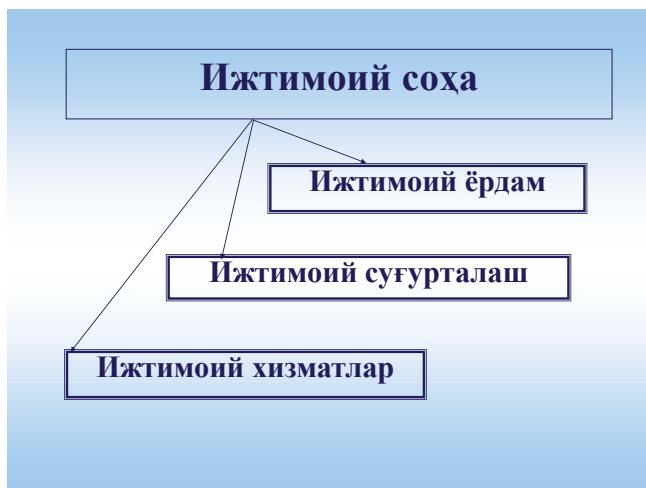 Ижтимоий соҳа
Ижтимоий ёрдам
Ижтимоий суғурталаш
Ижтимоий хизматлар